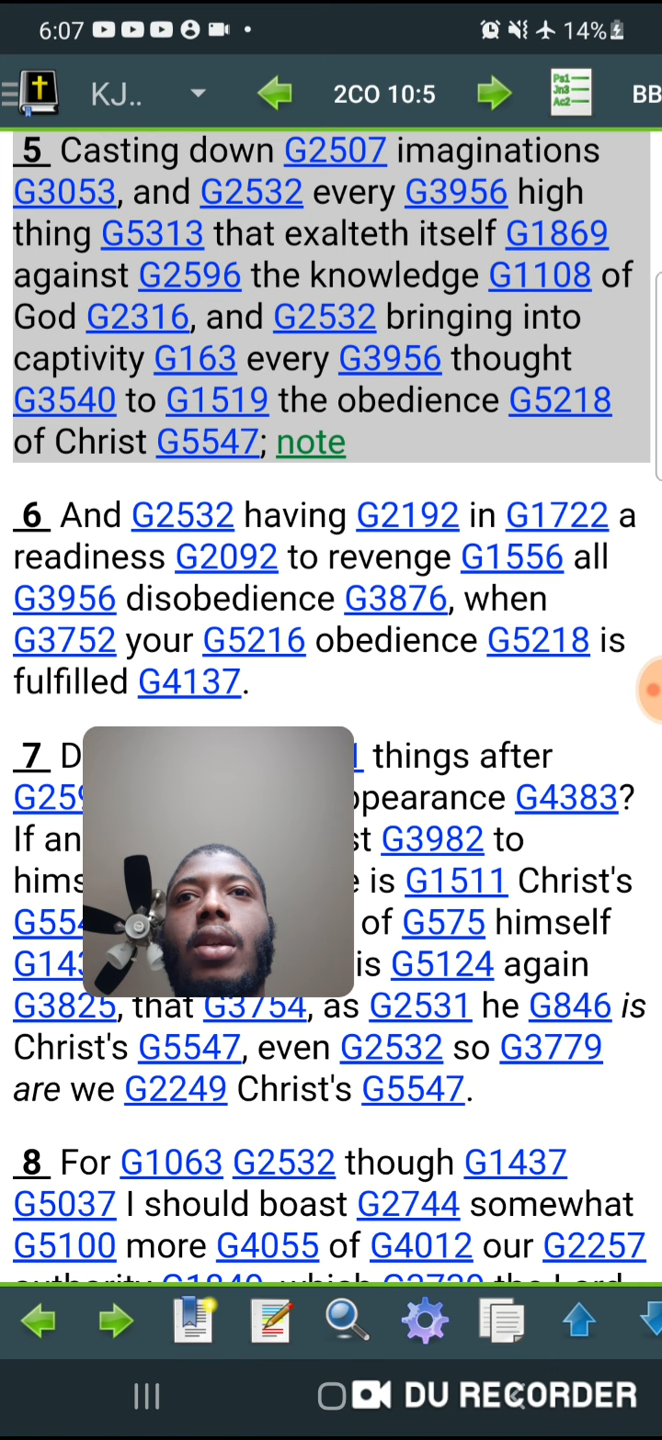 6:07 14%
KJ.. 2CO 10:5 Ps1 Jn3 Ac2 BB
5 Casting down G2507 imaginations
G3053, and G2532 every G3956 high
thing G5313 that exalteth itself G1869
against G2596 the knowledge G1108 of
God G2316, and G2532 bringing into
captivity G163 every G3956 thought
G3540 to G1519 the obedience G5218
of Christ G5547; note
6 And G2532 having G2192 in G1722 a
readiness G2092 to revenge G1556 all
G3956 disobedience G3876, when
G3752 your G5216 obedience G5218 is
fulfilled G4137.
7 things after
G4383?
If st G3982 to
is G1511 Christ's
of G575 himself
is G5124 again
G3825, that G3754, as G2531 he G846 is
Christ's G5547, even G2532 so G3779
are we G2249 Christ's G5547.
8 For G1063 G2532 though G1437
G5037 I should boast G2744 somewhat
G5100 more G4055 of G4012 our G2257
DU RECORDER